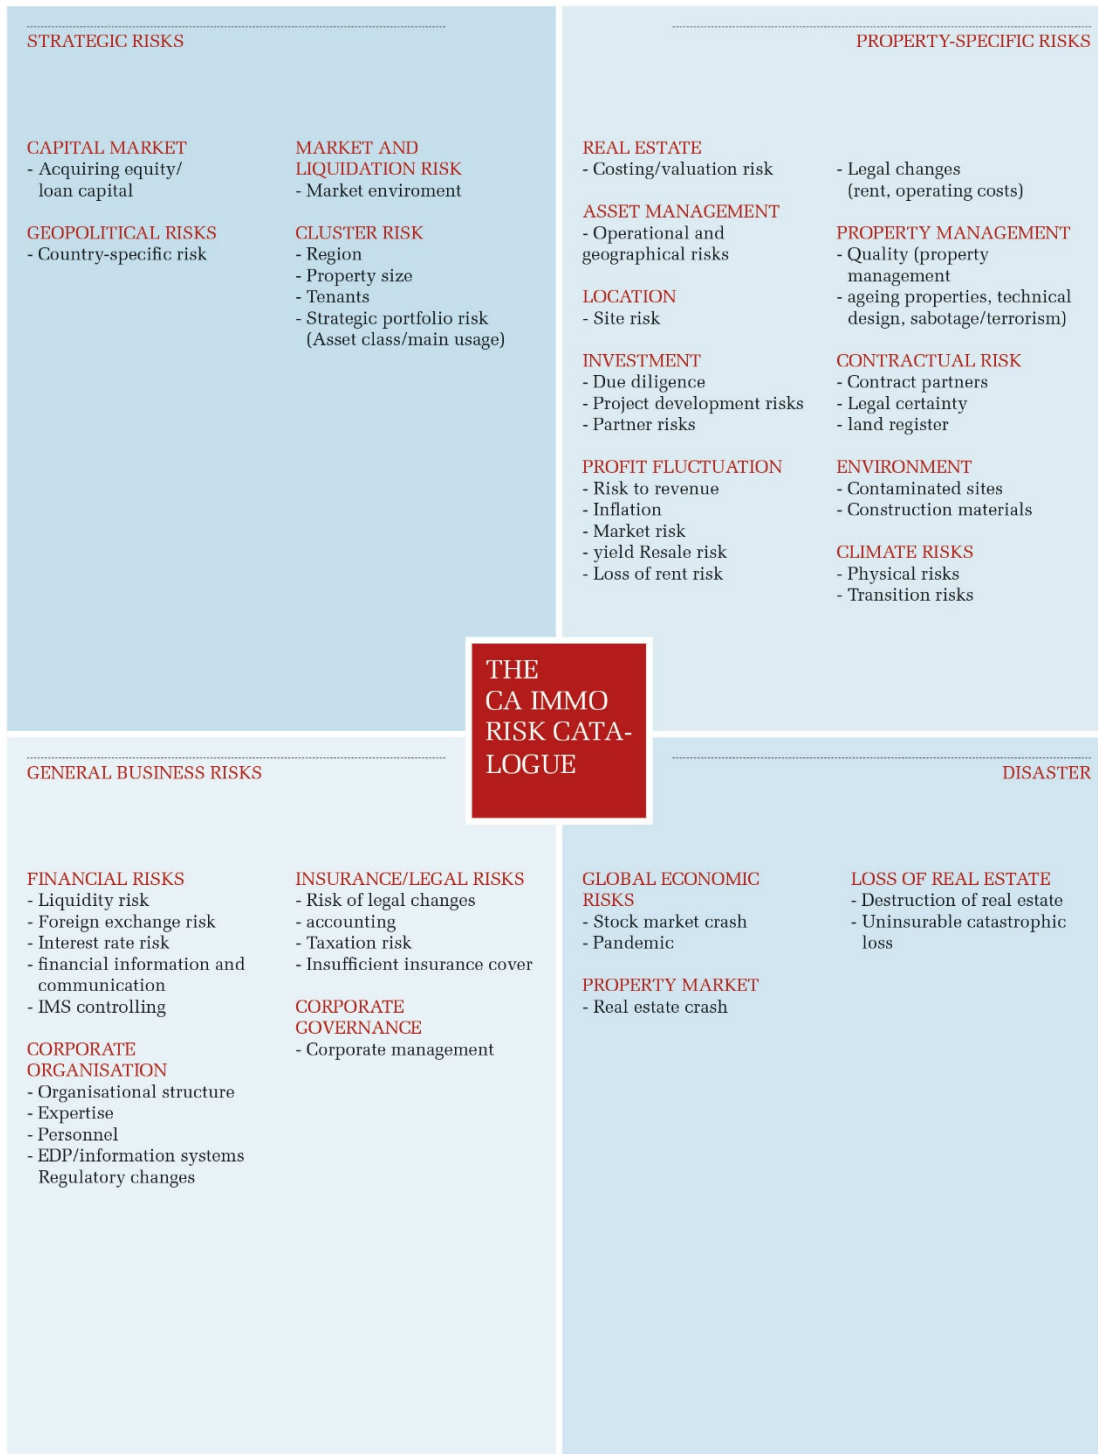 STRATEGIC RISKS
CAPITAL MARKET
- Acquiring equity/
loan capital
GEOPOLITICAL RISKS
- Country-specific risk
MARKET AND
LIQUIDATION RISK
- Market enviroment
CLUSTER RISK
- Region
- Property size
- Tenants
- Strategic portfolio risk
(Asset class/main usage)
PROPERTY-SPECIFIC RISKS
REAL ESTATE
- Costing/valuation risk
ASSET MANAGEMENT
- Operational and
geographical risks
LOCATION
- Site risk
INVESTMENT
- Due diligence
- Project development risks
- Partner risks
PROFIT FLUCTUATION
- Risk to revenue
- Inflation
- Market risk
- yield Resale risk
- Loss of rent risk
- Legal changes
(rent, operating costs)
PROPERTY MANAGEMENT
- Quality (property
management
- ageing properties, technical
design, sabotage/terrorism)
CONTRACTUAL RISK
- Contract partners
- Legal certainty
- land register
ENVIRONMENT
- Contaminated sites
- Construction materials
CLIMATE RISKS
- Physical risks
- Transition risks
THE
CA IMMO
RISK CATA-
LOGUE
GENERAL BUSINESS RISKS
FINANCIAL RISKS
- Liquidity risk
- Foreign exchange risk
- Interest rate risk
- financial information and
communication
- IMS controlling
CORPORATE
ORGANISATION
- Organisational structure
- Expertise
- Personnel
- EDP/information systems
Regulatory changes
INSURANCE/LEGAL RISKS
- Risk of legal changes
- accounting
- Taxation risk
- Insufficient insurance cover
CORPORATE
GOVERNANCE
- Corporate management
DISASTER
GLOBAL ECONOMIC
RISKS
- Stock market crash
- Pandemic
PROPERTY MARKET
- Real estate crash
LOSS OF REAL ESTATE
- Destruction of real estate
- Uninsurable catastrophic
loss